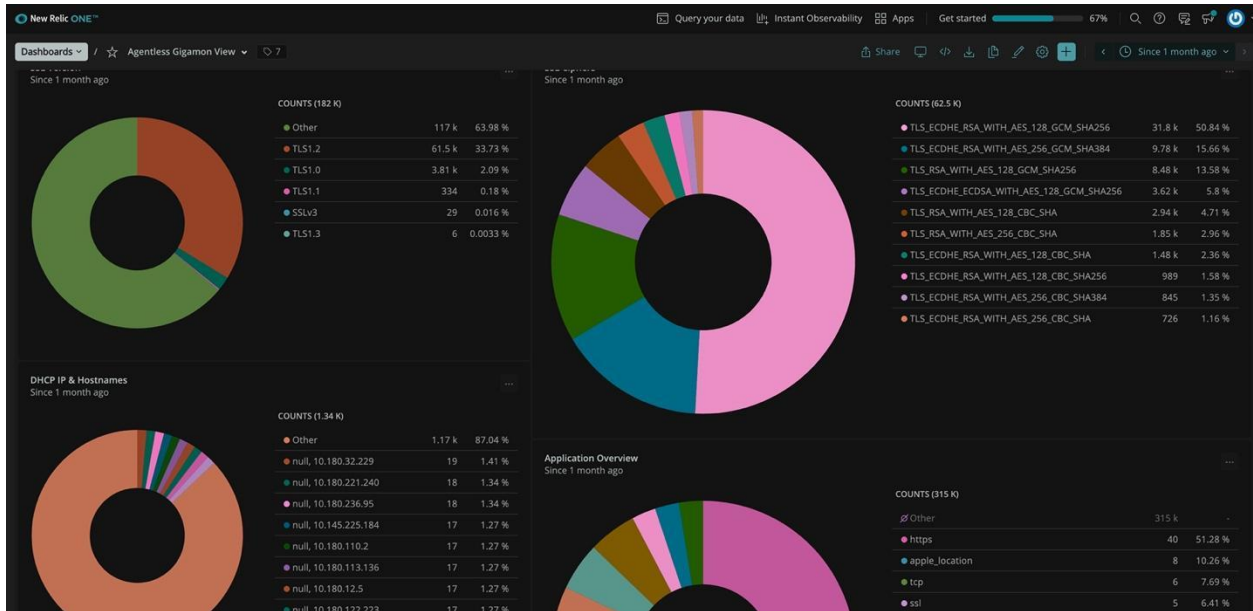 New Relic ONE™
Query your data
Instant Observability
Apps
Get started
67%
Dashboards
/
Agentless Gigamon View
7
Share
Since 1 month ago
Since 1 month ago
COUNTS (182 K)
Other 117 k 63.98 %
TLS1.2 61.5 k 33.73 %
TLS1.0 3.81 k 2.09 %
TLS1.1 334 0.18 %
SSLv3 29 0.016 %
TLS1.3 6 0.0033 %
Since 1 month ago
COUNTS (62.5 K)
TLS_ECDHE_RSA_WITH_AES_128_GCM_SHA256 31.8 k 50.84 %
TLS_ECDHE_RSA_WITH_AES_256_GCM_SHA384 9.78 k 15.66 %
TLS_RSA_WITH_AES_128_GCM_SHA256 8.48 k 13.58 %
TLS_ECDHE_ECDSA_WITH_AES_128_GCM_SHA256 3.62 k 5.8 %
TLS_RSA_WITH_AES_128_CBC_SHA 2.94 k 4.71 %
TLS_RSA_WITH_AES_256_CBC_SHA 1.85 k 2.96 %
TLS_ECDHE_RSA_WITH_AES_128_CBC_SHA 1.48 k 2.36 %
TLS_ECDHE_RSA_WITH_AES_128_CBC_SHA256 989 1.58 %
TLS_ECDHE_RSA_WITH_AES_256_CBC_SHA384 845 1.35 %
TLS_ECDHE_RSA_WITH_AES_256_CBC_SHA 726 1.16 %
DHCP IP & Hostnames
Since 1 month ago
COUNTS (1.34 K)
Other 1.17 k 87.04 %
null, 10.180.32.229 19 1.41 %
null, 10.180.221.240 18 1.34 %
null, 10.180.236.95 18 1.34 %
null, 10.145.225.184 17 1.27 %
null, 10.180.110.2 17 1.27 %
null, 10.180.113.136 17 1.27 %
null, 10.180.12.5 17 1.27 %
null, 10.180.122.223 17 1.27 %
Application Overview
Since 1 month ago
COUNTS (315 K)
Other 315 k -
https 40 51.28 %
apple_location 8 10.26 %
tcp 6 7.69 %
ssl 5 6.41 %